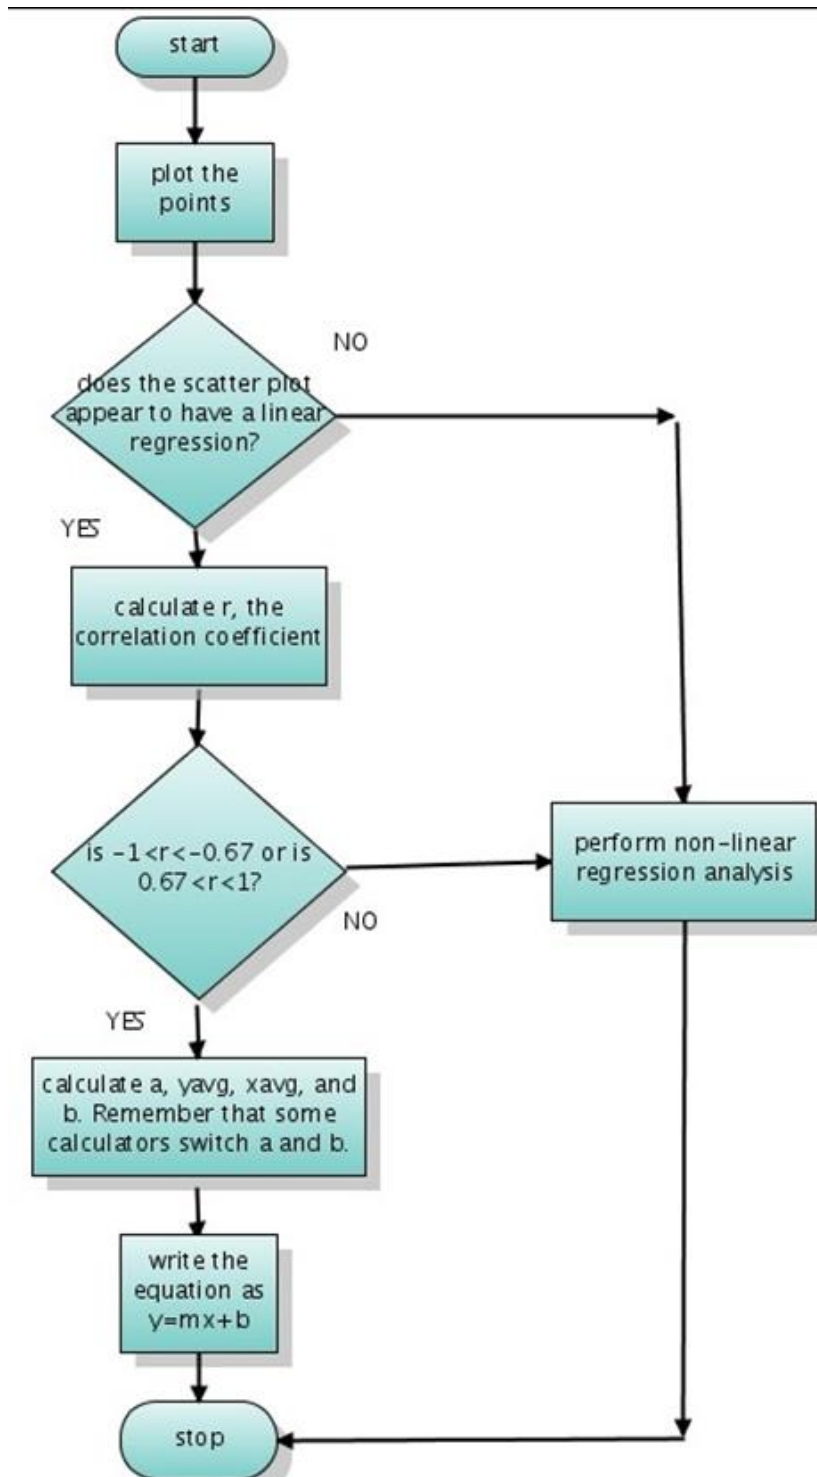 start
plot the
points
NO
does the scatter plot
appear to have a linear
regression?
YES
calculate r, the
correlation coefficient
is -1<r<-0.67 or is
0.67<r<1?
NO
perform non-linear
regression analysis
YES
calculate a, yavg, xavg, and
b. Remember that some
calculators switch a and b.
write the
equation as
y=mx+b
stop